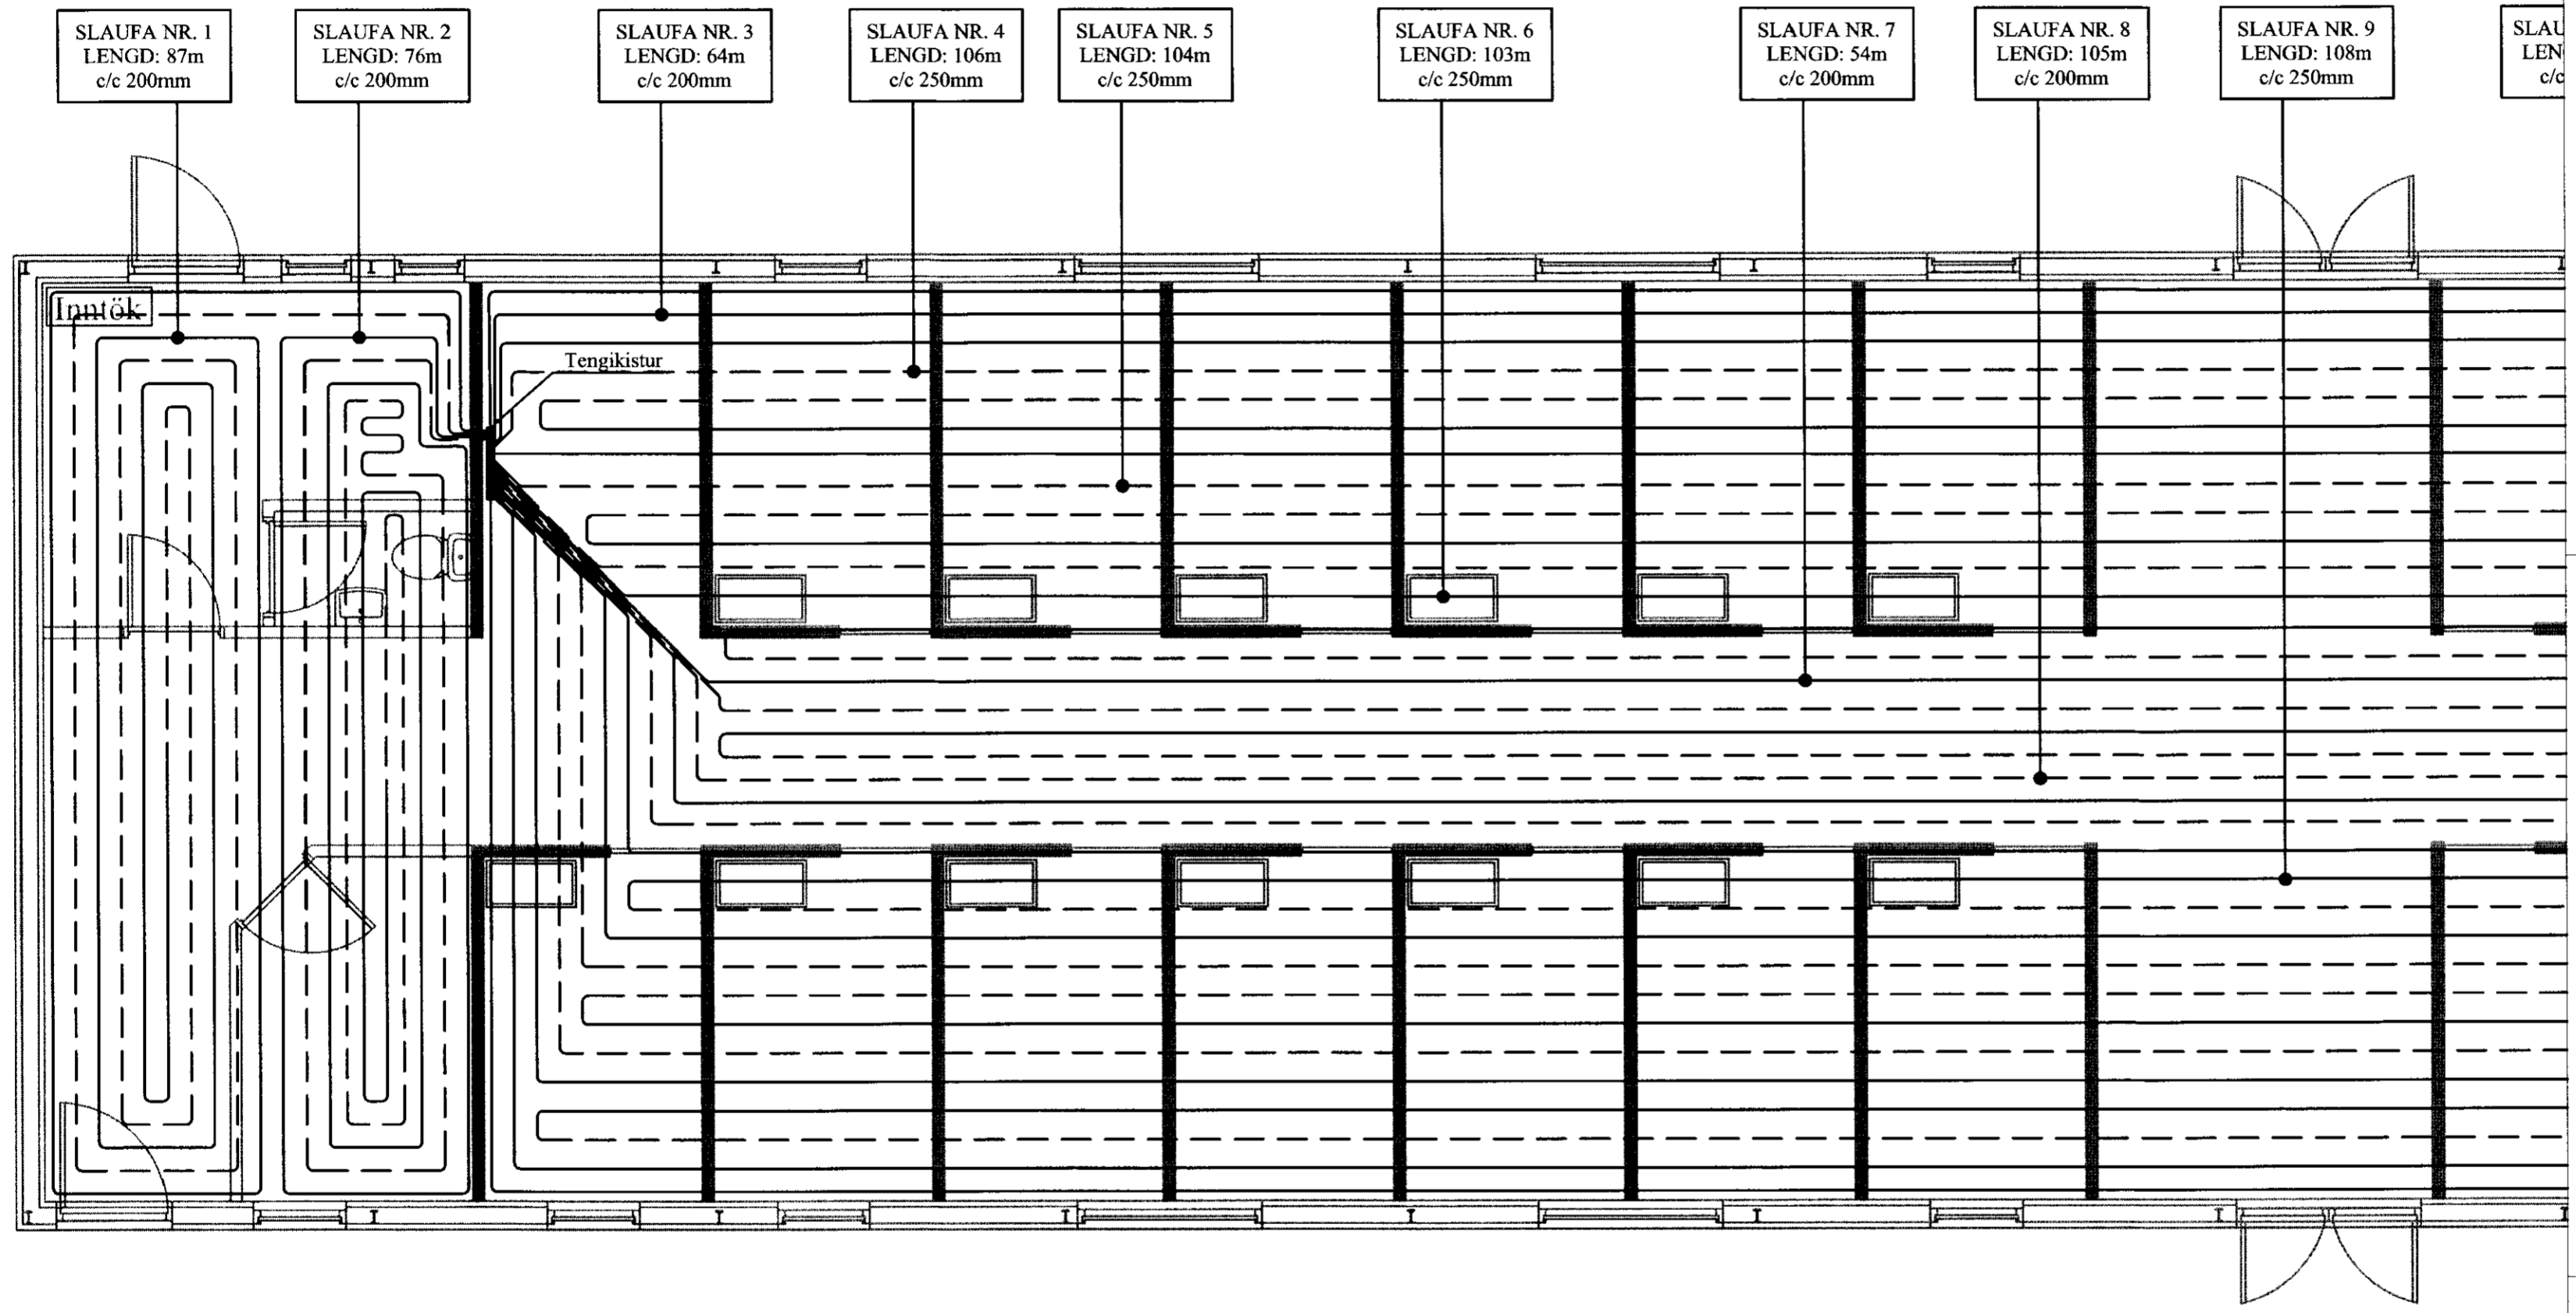 SLAUFA NR. 1
LENGD: 87m
c/c 200mm
SLAUFA NR. 2
LENGD: 76m
c/c 200mm
SLAUFA NR. 3
LENGD: 64m
c/c 200mm
SLAUFA NR. 4
LENGD: 106m
c/c 250mm
SLAUFA NR. 5
LENGD: 104m
c/c 250mm
SLAUFA NR. 6
LENGD: 103m
c/c 250mm
SLAUFA NR. 7
LENGD: 54m
c/c 200mm
SLAUFA NR. 8
LENGD: 105m
c/c 200mm
SLAUFA NR. 9
LENGD: 108m
c/c 250mm
SLAU
LEN
c/c
Inntök
Tengikistur